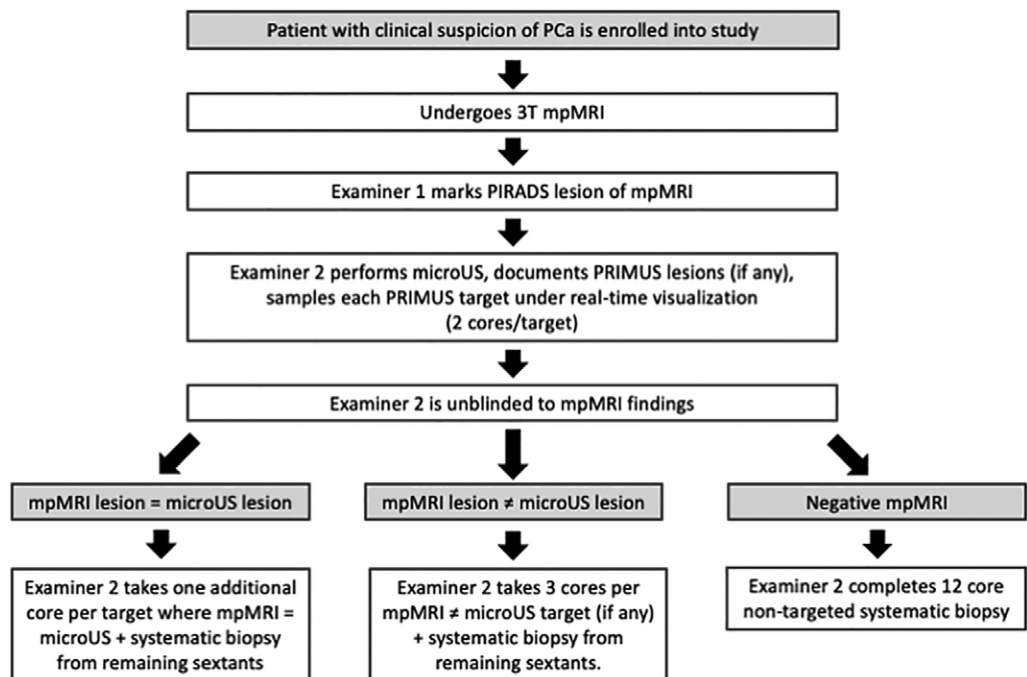 Patient with clinical suspicion of PCa is enrolled into study
Undergoes 3T mpMRI
Examiner 1 marks PIRADS lesion of mpMRI
Examiner 2 performs microUS, documents PRIMUS lesions (if any),
samples each PRIMUS target under real-time visualization
(2 cores/target)
Examiner 2 is unblinded to mpMRI findings
mpMRI lesion = microUS lesion
Examiner 2 takes one additional
core per target where mpMRI =
microUS + systematic biopsy
from remaining sextants
mpMRI lesion ≠ microUS lesion
Examiner 2 takes 3 cores per
mpMRI ≠ microUS target (if any)
+ systematic biopsy from
remaining sextants.
Negative mpMRI
Examiner 2 completes 12 core
non-targeted systematic biopsy